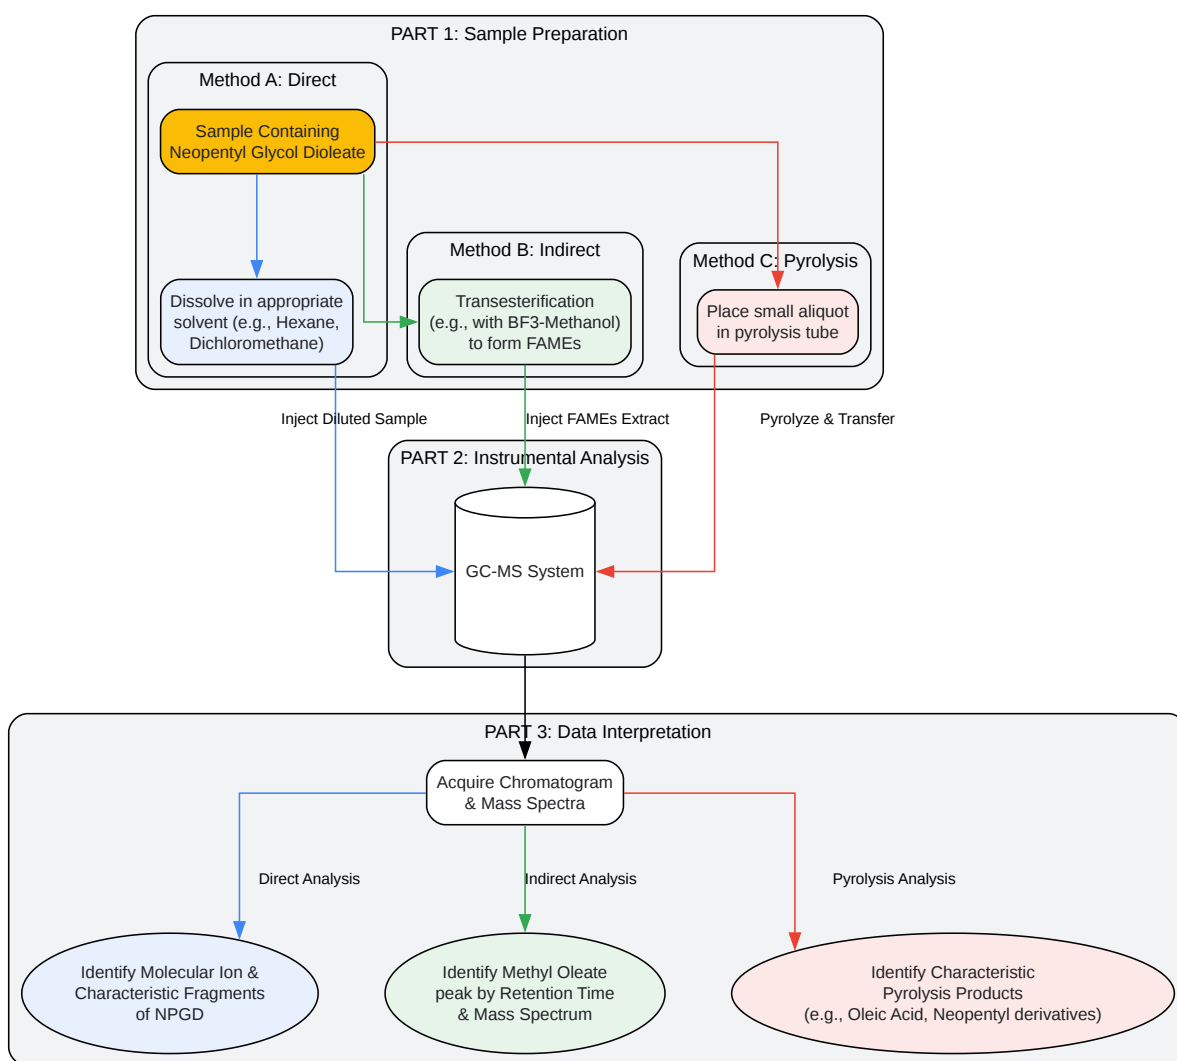 PART 1: Sample Preparation
Method A: Direct
Sample Containing
Neopentyl Glycol Dioleate
Method B: Indirect
Method C: Pyrolysis
Dissolve in appropriate
solvent (e.g., Hexane,
Dichloromethane)
Transesterification
(e.g., with BF3-Methanol)
to form FAMEs
Place small aliquot
in pyrolysis tube
Inject Diluted Sample
Inject FAMEs Extract
Pyrolyze & Transfer
PART 2: Instrumental Analysis
GC-MS System
PART 3: Data Interpretation
Acquire Chromatogram
& Mass Spectra
Direct Analysis
Indirect Analysis
Pyrolysis Analysis
Identify Molecular Ion &
Characteristic Fragments
of NPGD
Identify Methyl Oleate
peak by Retention Time
& Mass Spectrum
Identify Characteristic
Pyrolysis Products
(e.g., Oleic Acid, Neopentyl derivatives)